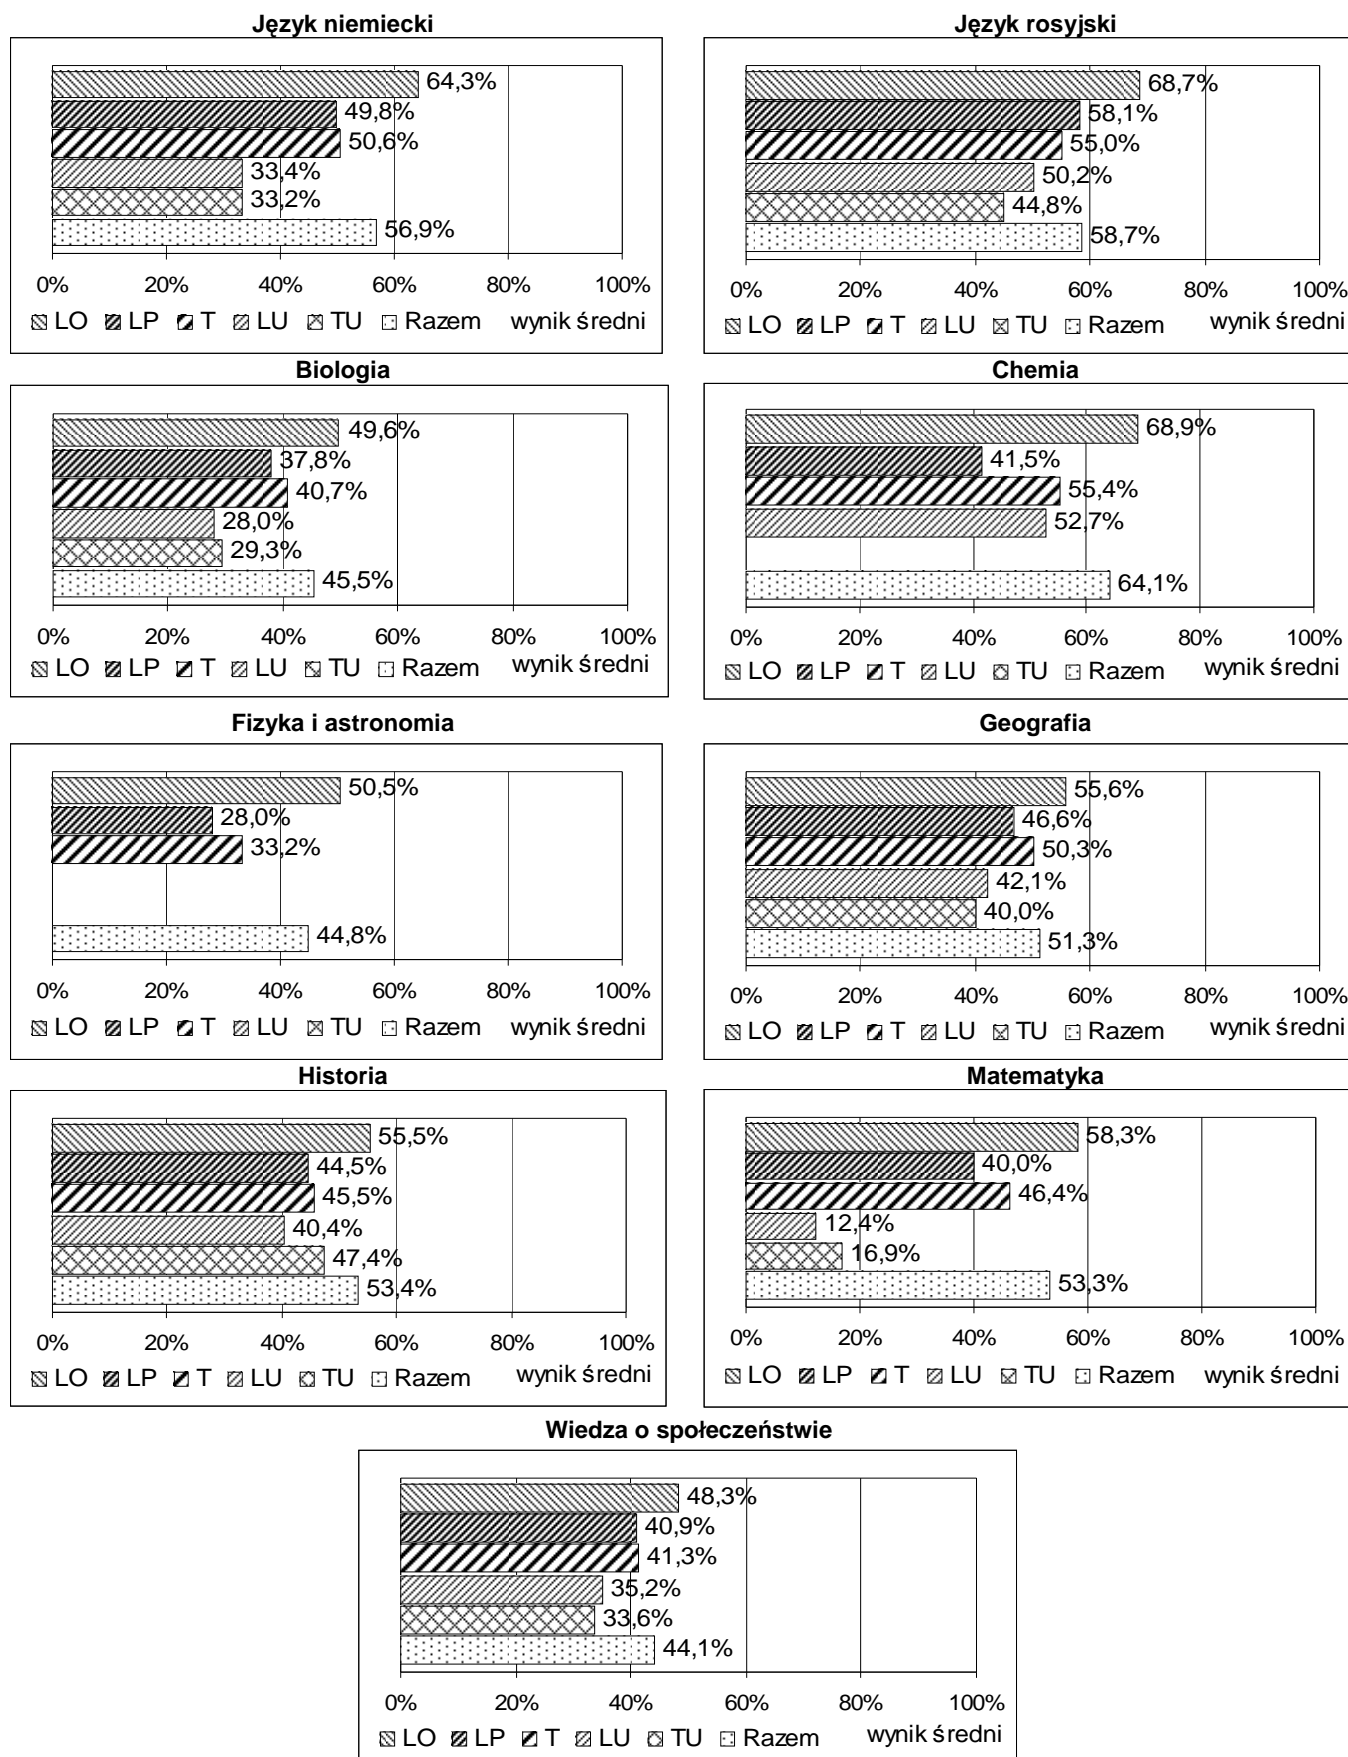 Język niemiecki
64,3%
49,8%
50,6%
33,4%
33,2%
56,9%
0% 20% 40% 60% 80% 100%
LO LP T LU TU Razem wynik średni
Język rosyjski
68,7%
58,1%
55,0%
50,2%
44,8%
58,7%
0% 20% 40% 60% 80% 100%
LO LP T LU TU Razem wynik średni
Biologia
49,6%
37,8%
40,7%
28,0%
29,3%
45,5%
0% 20% 40% 60% 80% 100%
LO LP T LU TU Razem wynik średni
Chemia
68,9%
41,5%
55,4%
52,7%
64,1%
0% 20% 40% 60% 80% 100%
LO LP T LU TU Razem wynik średni
Fizyka i astronomia
50,5%
28,0%
33,2%
44,8%
0% 20% 40% 60% 80% 100%
LO LP T LU TU Razem wynik średni
Geografia
55,6%
46,6%
50,3%
42,1%
40,0%
51,3%
0% 20% 40% 60% 80% 100%
LO LP T LU TU Razem wynik średni
Historia
55,5%
44,5%
45,5%
40,4%
47,4%
53,4%
0% 20% 40% 60% 80% 100%
LO LP T LU TU Razem wynik średni
Matematyka
58,3%
40,0%
46,4%
12,4%
16,9%
53,3%
0% 20% 40% 60% 80% 100%
LO LP T LU TU Razem wynik średni
Wiedza o społeczeństwie
48,3%
40,9%
41,3%
35,2%
33,6%
44,1%
0% 20% 40% 60% 80% 100%
LO LP T LU TU Razem wynik średni